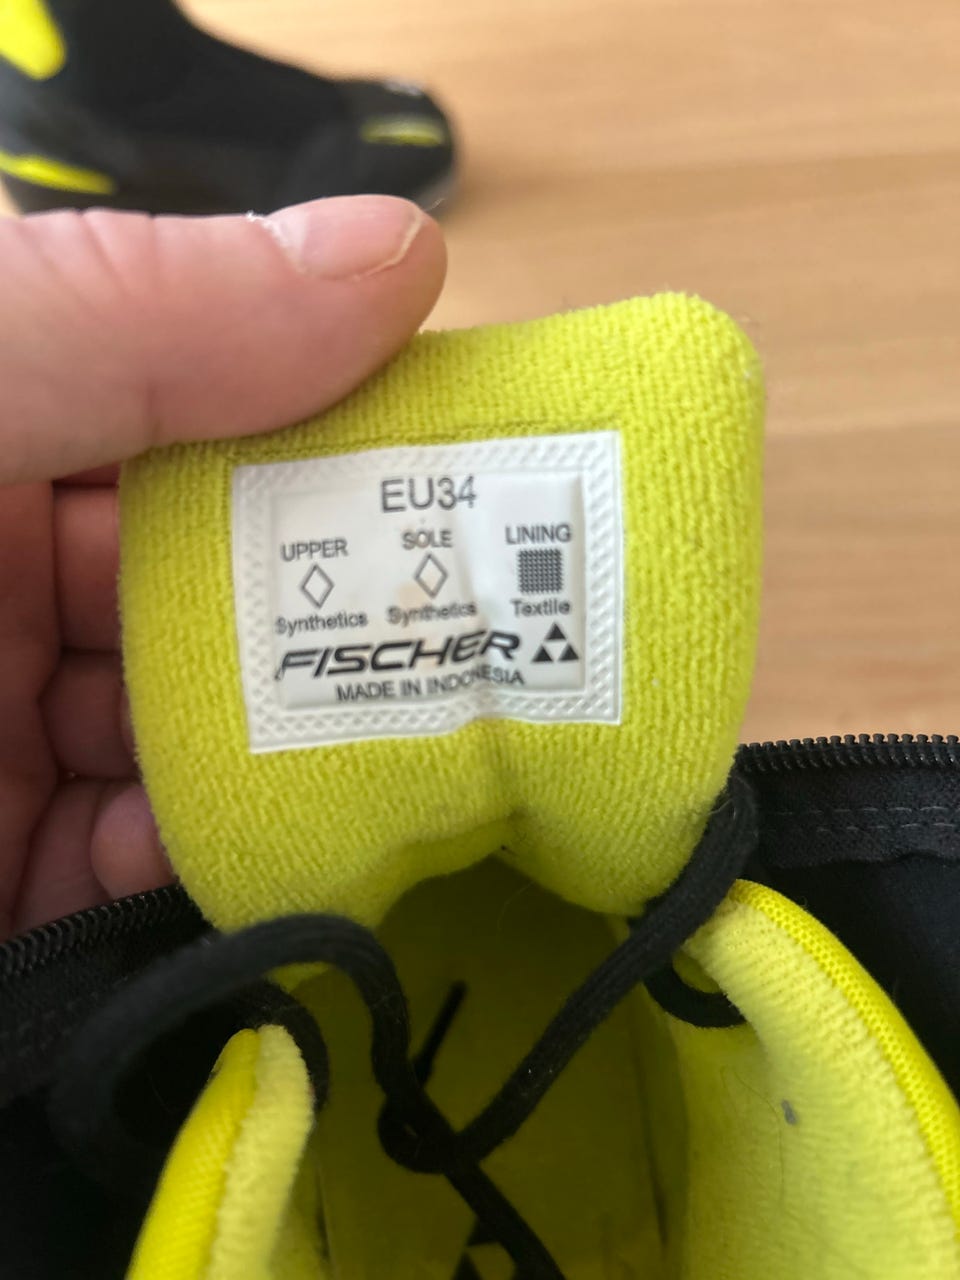 EU34
UPPER SOLE LINING
Synthetics Synthetics Textile
FISCHER
MADE IN INDONESIA